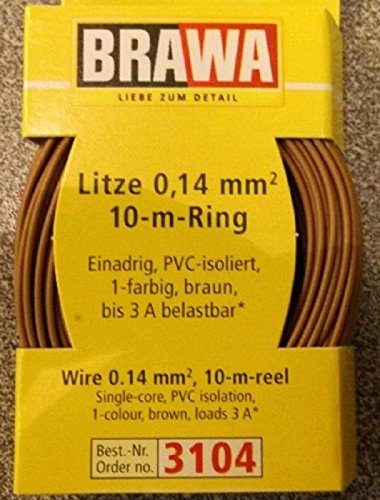 BRAWA
LIEBE ZUM DETAIL
Litze 0,14 mm²
10-m-Ring
Einadrig, PVC-isoliert,
1-farbig, braun,
bis 3 A belastbar*
Wire 0.14 mm², 10-m-reel
Single-core, PVC isolation,
1-colour, brown, loads 3 A*
Best.-Nr.
Order no.
3104